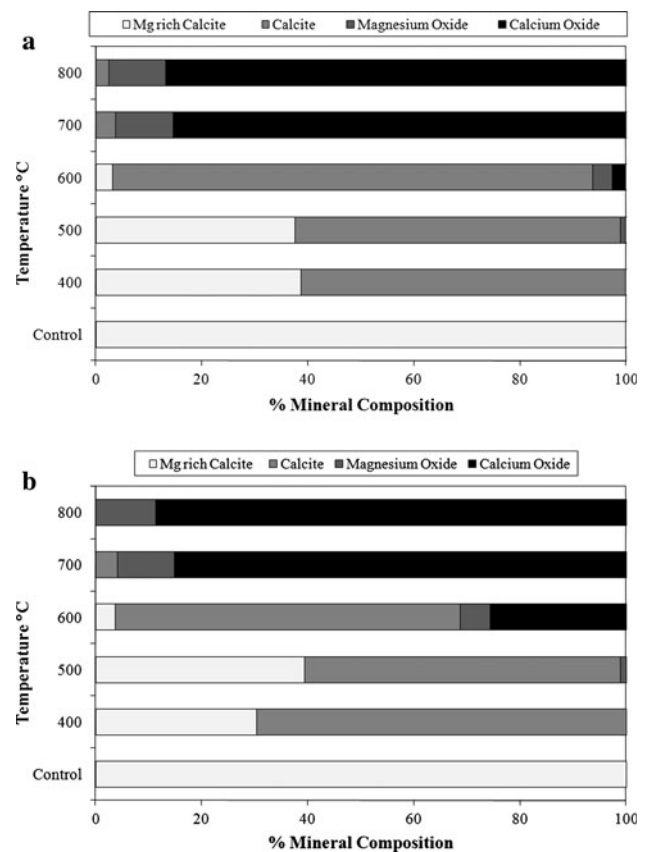 Mg rich Calcite Calcite Magnesium Oxide Calcium Oxide
a
800
700
600
500
400
Control
Temperature °C
0 20 40 60 80 100
% Mineral Composition
Mg rich Calcite Calcite Magnesium Oxide Calcium Oxide
b
800
700
600
500
400
Control
Temperature °C
0 20 40 60 80 100
% Mineral Composition